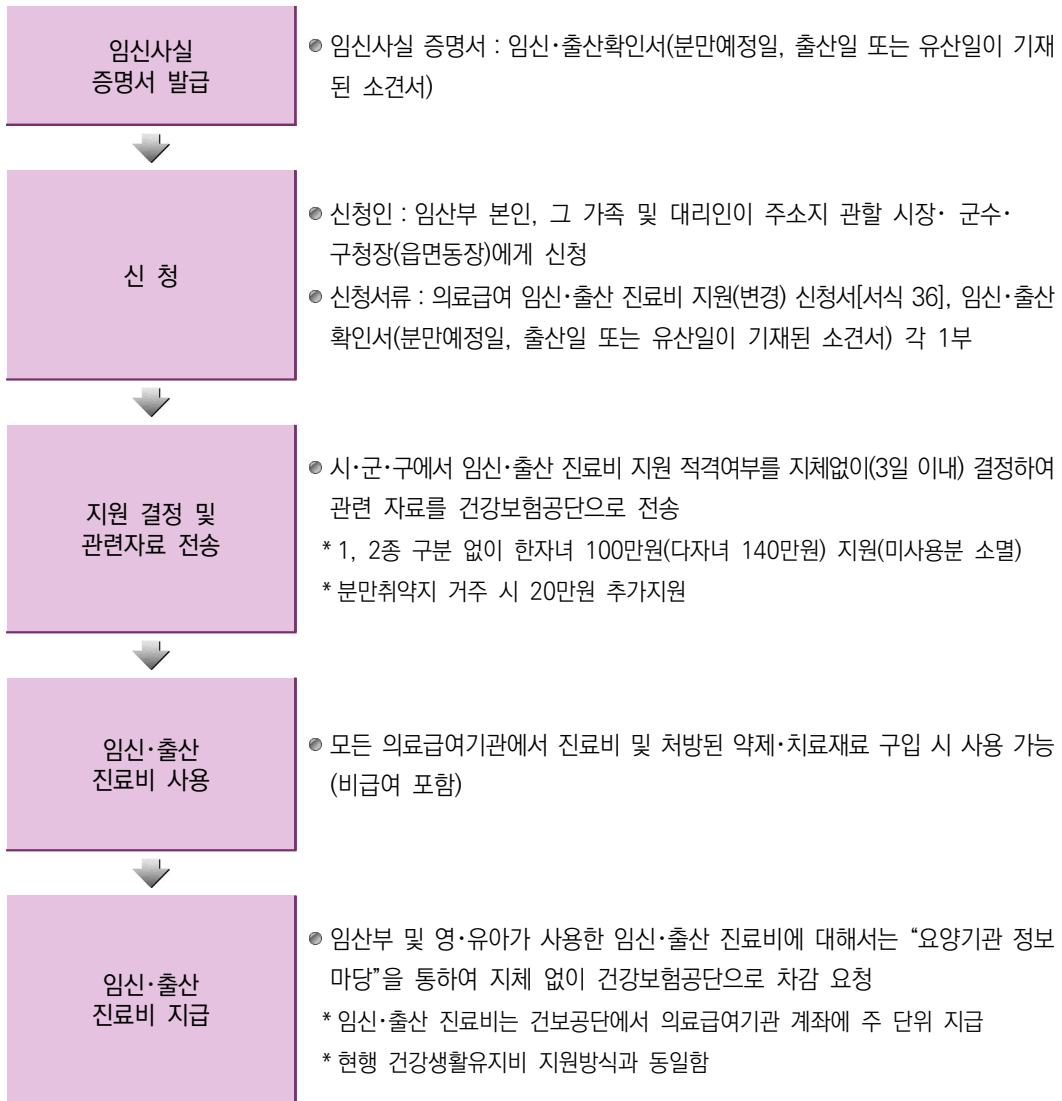 임신사실
증명서 발급
임신사실 증명서 : 임신·출산확인서(분만예정일, 출산일 또는 유산일이 기재
된 소견서)
신 청
신청인 : 임산부 본인, 그 가족 및 대리인이 주소지 관할 시장· 군수·
구청장(읍면동장)에게 신청
신청서류 : 의료급여 임신·출산 진료비 지원(변경) 신청서[서식 36], 임신·출산
확인서(분만예정일, 출산일 또는 유산일이 기재된 소견서) 각 1부
지원 결정 및
관련자료 전송
시·군·구에서 임신·출산 진료비 지원 적격여부를 지체없이(3일 이내) 결정하여
관련 자료를 건강보험공단으로 전송
* 1, 2종 구분 없이 한자녀 100만원(다자녀 140만원) 지원(미사용분 소멸)
* 분만취약지 거주 시 20만원 추가지원
임신·출산
진료비 사용
모든 의료급여기관에서 진료비 및 처방된 약제·치료재료 구입 시 사용 가능
(비급여 포함)
임신·출산
진료비 지급
임산부 및 영·유아가 사용한 임신·출산 진료비에 대해서는 “요양기관 정보
마당”을 통하여 지체 없이 건강보험공단으로 차감 요청
* 임신·출산 진료비는 건보공단에서 의료급여기관 계좌에 주 단위 지급
* 현행 건강생활유지비 지원방식과 동일함